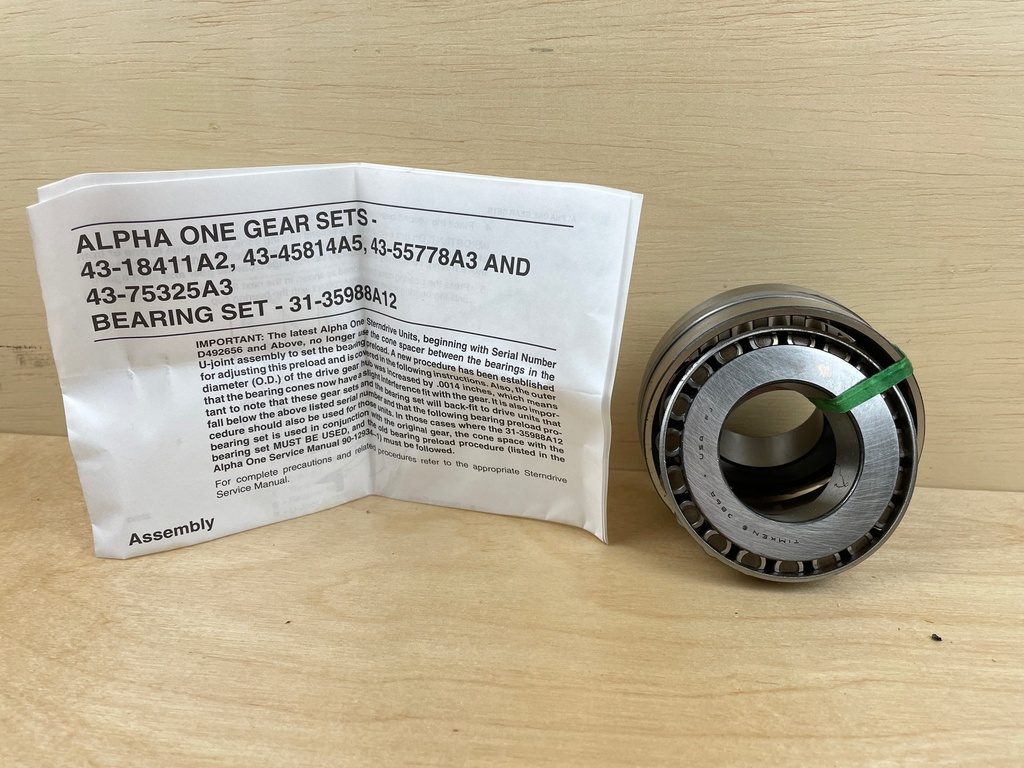 ALPHA ONE GEAR SETS -
43-18411A2, 43-45814A5, 43-55778A3 AND
43-75325A3
BEARING SET - 31-35988A12
IMPORTANT: The latest Alpha One Sterndrive Units, beginning with Serial Number
D492656 and Above, no longer use the cone spacer between the bearings in the
U-joint assembly to set the bearing preload. A new procedure has been established
for adjusting this preload and is covered in the following instructions. Also, the outer
diameter (O.D.) of the drive gear hub was increased by .0014 inches, which means
that the bearing cones now have a slight interference fit with the gear. It is also impor-
tant to note that these gear sets and the bearing set will back-fit to drive units that
fall below the above listed serial number and that the following bearing preload pro-
cedure should also be used for those units. In those cases where the 31-35988A12
bearing set is used in conjunction with the original gear, the cone space with the
bearing set MUST BE USED, and the old bearing preload procedure (listed in the
Alpha One Service Manual must be followed.
For complete precautions and related procedures refer to the appropriate Sterndrive
Service Manual.
Assembly
TIMKEN USA